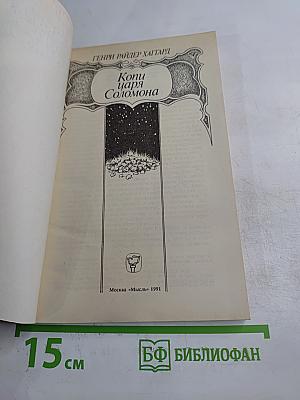 ГЕНРИ РАЙДЕР ХАГГАРД
Копи
царя
Соломона
Москва «Мысль» 1991
15 см
БФ БИБЛИОФАН